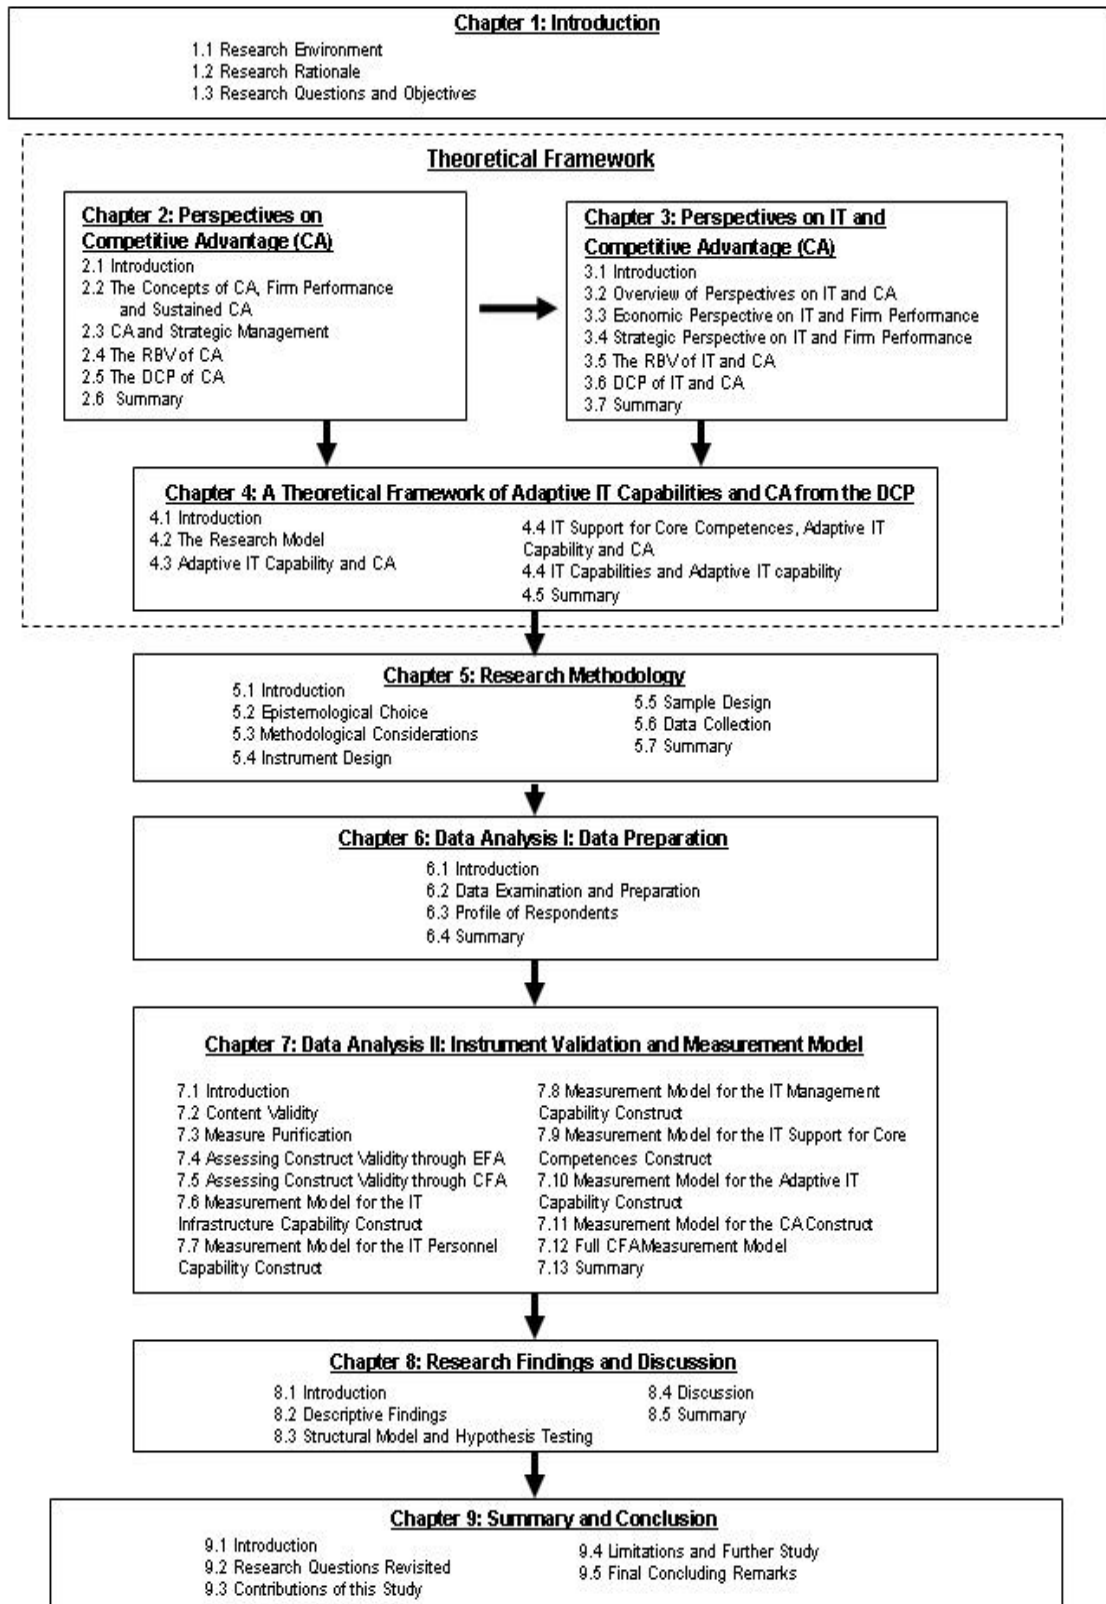 Chapter 1: Introduction
1.1 Research Environment
1.2 Research Rationale
1.3 Research Questions and Objectives
Theoretical Framework
Chapter 2: Perspectives on
Competitive Advantage (CA)
2.1 Introduction
2.2 The Concepts of CA, Firm Performance
and Sustained CA
2.3 CA and Strategic Management
2.4 The RBV of CA
2.5 The DCP of CA
2.6 Summary
Chapter 3: Perspectives on IT and
Competitive Advantage (CA)
3.1 Introduction
3.2 Overview of Perspectives on IT and CA
3.3 Economic Perspective on IT and Firm Performance
3.4 Strategic Perspective on IT and Firm Performance
3.5 The RBV of IT and CA
3.6 DCP of IT and CA
3.7 Summary
Chapter 4: A Theoretical Framework of Adaptive IT Capabilities and CA from the DCP
4.1 Introduction
4.2 The Research Model
4.3 Adaptive IT Capability and CA
4.4 IT Support for Core Competences, Adaptive IT
Capability and CA
4.4 IT Capabilities and Adaptive IT capability
4.5 Summary
Chapter 5: Research Methodology
5.1 Introduction
5.2 Epistemological Choice
5.3 Methodological Considerations
5.4 Instrument Design
5.5 Sample Design
5.6 Data Collection
5.7 Summary
Chapter 6: Data Analysis I: Data Preparation
6.1 Introduction
6.2 Data Examination and Preparation
6.3 Profile of Respondents
6.4 Summary
Chapter 7: Data Analysis II: Instrument Validation and Measurement Model
7.1 Introduction
7.2 Content Validity
7.3 Measure Purification
7.4 Assessing Construct Validity through EFA
7.5 Assessing Construct Validity through CFA
7.6 Measurement Model for the IT
Infrastructure Capability Construct
7.7 Measurement Model for the IT Personnel
Capability Construct
7.8 Measurement Model for the IT Management
Capability Construct
7.9 Measurement Model for the IT Support for Core
Competences Construct
7.10 Measurement Model for the Adaptive IT
Capability Construct
7.11 Measurement Model for the CA Construct
7.12 Full CFA Measurement Model
7.13 Summary
Chapter 8: Research Findings and Discussion
8.1 Introduction
8.2 Descriptive Findings
8.3 Structural Model and Hypothesis Testing
8.4 Discussion
8.5 Summary
Chapter 9: Summary and Conclusion
9.1 Introduction
9.2 Research Questions Revisited
9.3 Contributions of this Study
9.4 Limitations and Further Study
9.5 Final Concluding Remarks